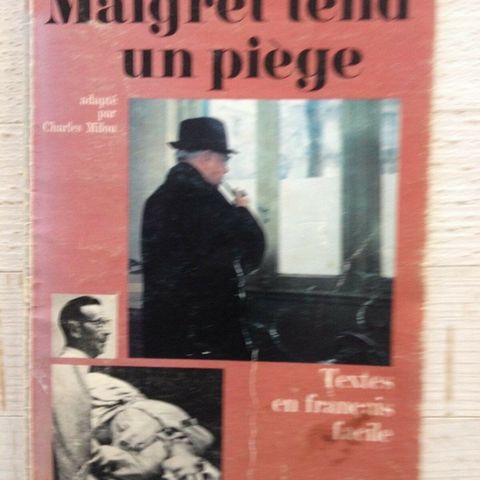 Maigret tend
un piège
adapté
par
Charles Milou
Textes
en français
facile